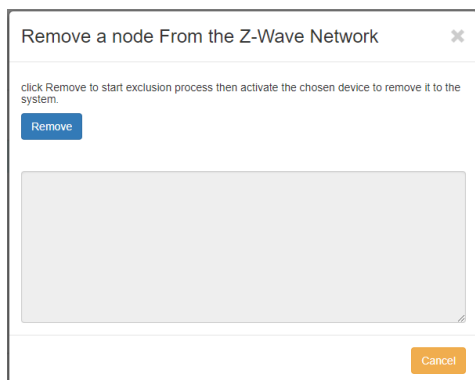 Remove a node From the Z-Wave Network
×
click Remove to start exclusion process then activate the chosen device to remove it to the
system.
Remove
Cancel